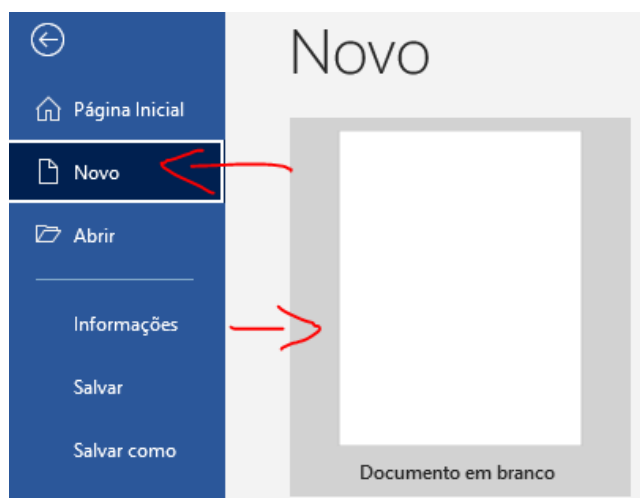 Novo
Página Inicial
Novo
Abrir
Informações
Salvar
Salvar como
Documento em branco